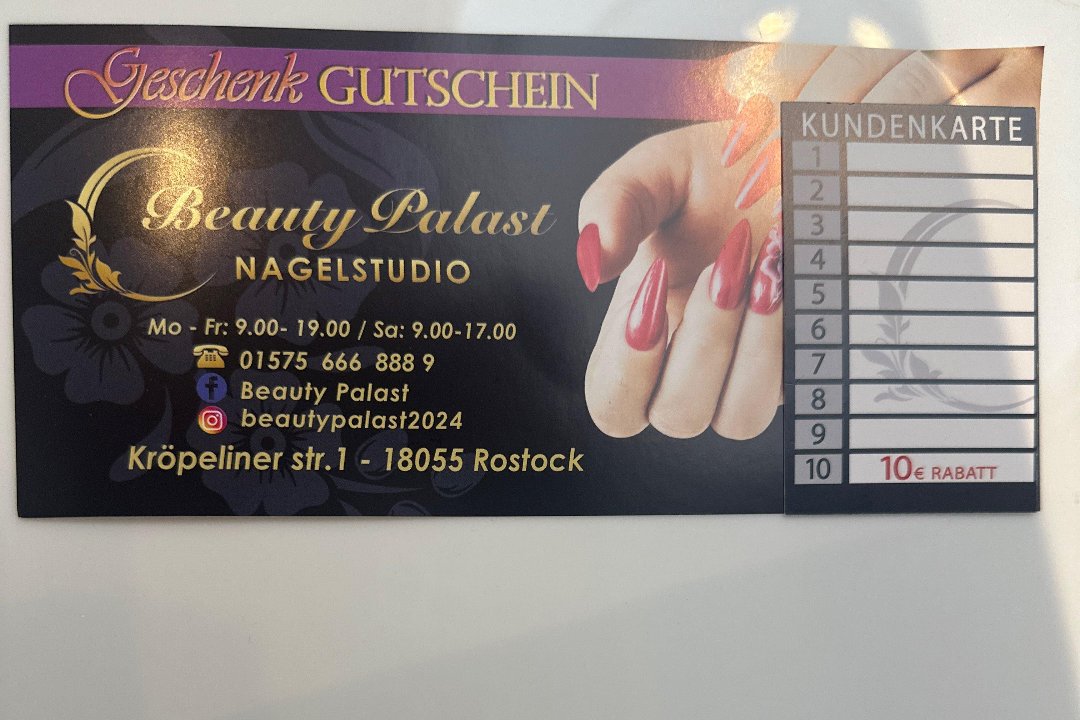 Geschenk GUTSCHEIN
Beauty Palast
NAGELSTUDIO
Mo - Fr: 9.00- 19.00 / Sa: 9.00-17.00
01575 666 888 9
Beauty Palast
beautypalast2024
Kröpeliner str.1 - 18055 Rostock
KUNDENKARTE
1
2
3
4
5
6
7
8
9
10 10€ RABATT